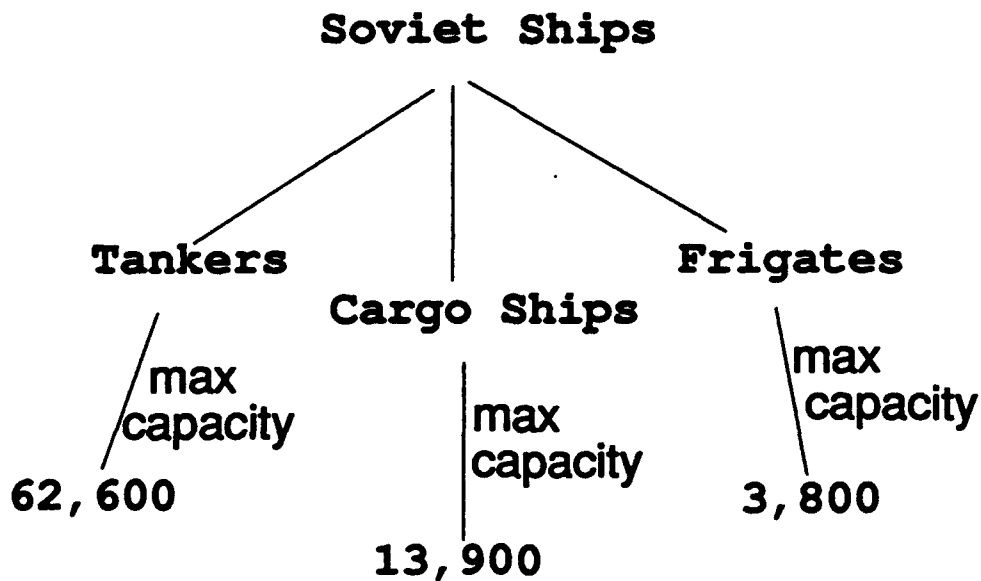 Soviet Ships
Tankers
Cargo Ships
Frigates
max
capacity
max
capacity
max
capacity
62,600
13,900
3,800